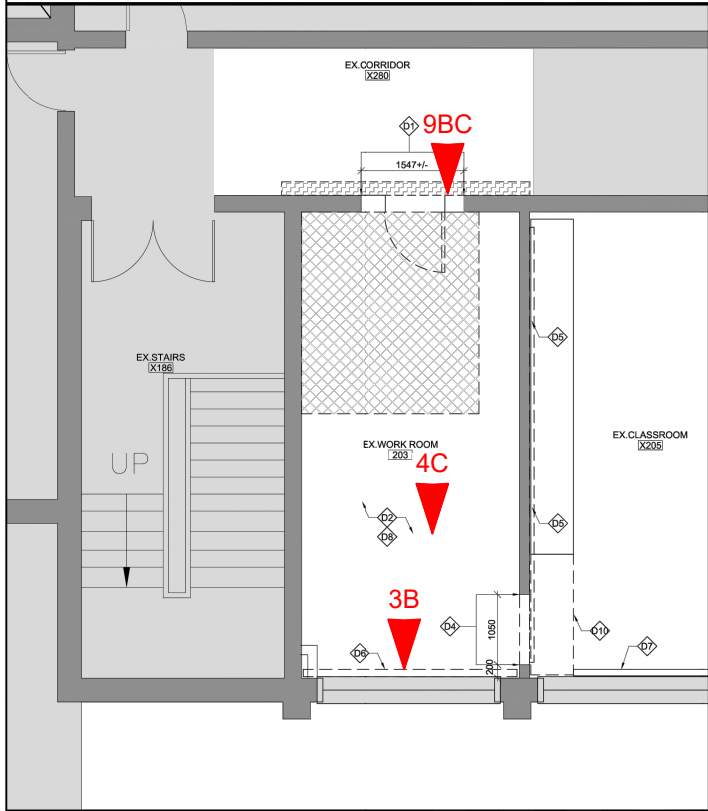 EX.CORRIDOR
X280
D1
9BC
1547+/-
D5
EX.STAIRS
X186
UP
EX.WORK ROOM
203
4C
EX.CLASSROOM
X205
D2
D8
D5
3B
D4
1050
200
D10
D6
D7